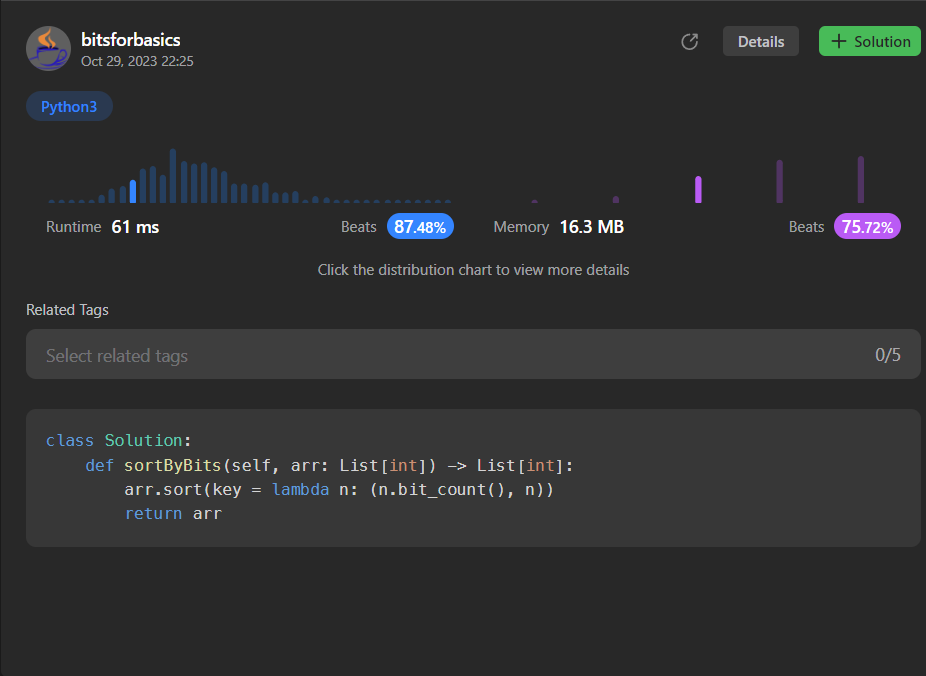 bitsforbasics
Oct 29, 2023 22:25
Details
+ Solution
Python3
Runtime 61 ms Beats 87.48% Memory 16.3 MB Beats 75.72%
Click the distribution chart to view more details
Related Tags
Select related tags 0/5
class Solution:
    def sortByBits(self, arr: List[int]) -> List[int]:
        arr.sort(key = lambda n: (n.bit_count(), n))
        return arr